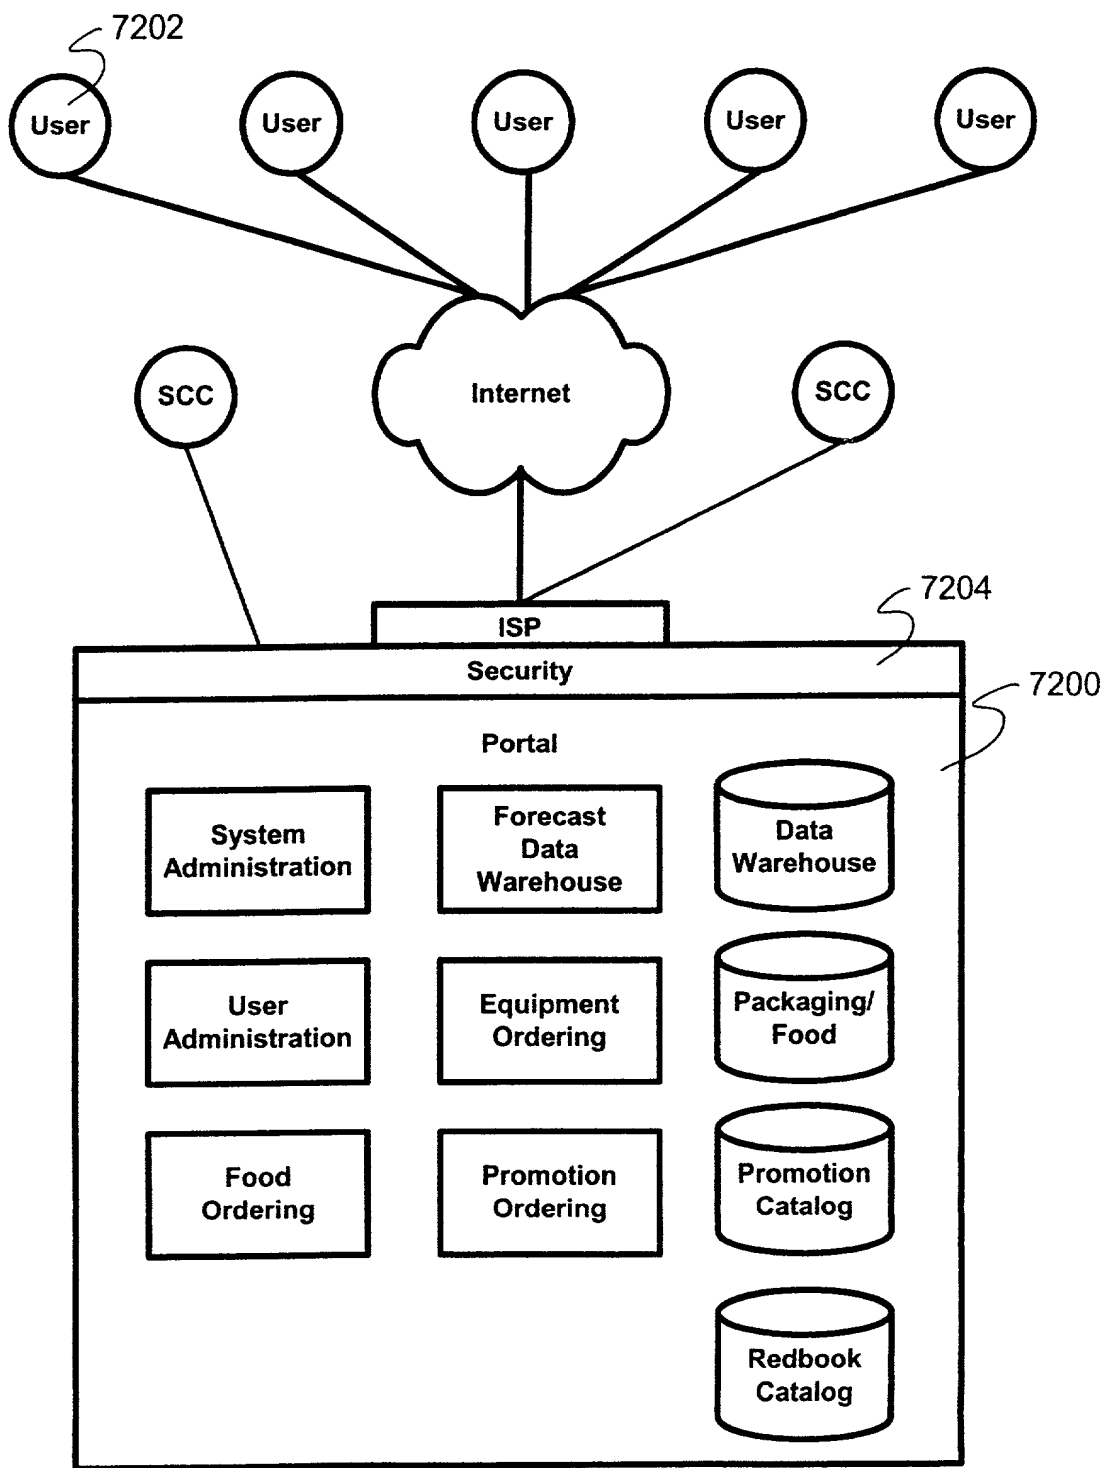 7202
User
User
User
User
User
SCC
Internet
SCC
7204
ISP
Security
7200
Portal
System
Administration
Forecast
Data
Warehouse
Data
Warehouse
User
Administration
Equipment
Ordering
Packaging/
Food
Food
Ordering
Promotion
Ordering
Promotion
Catalog
Redbook
Catalog